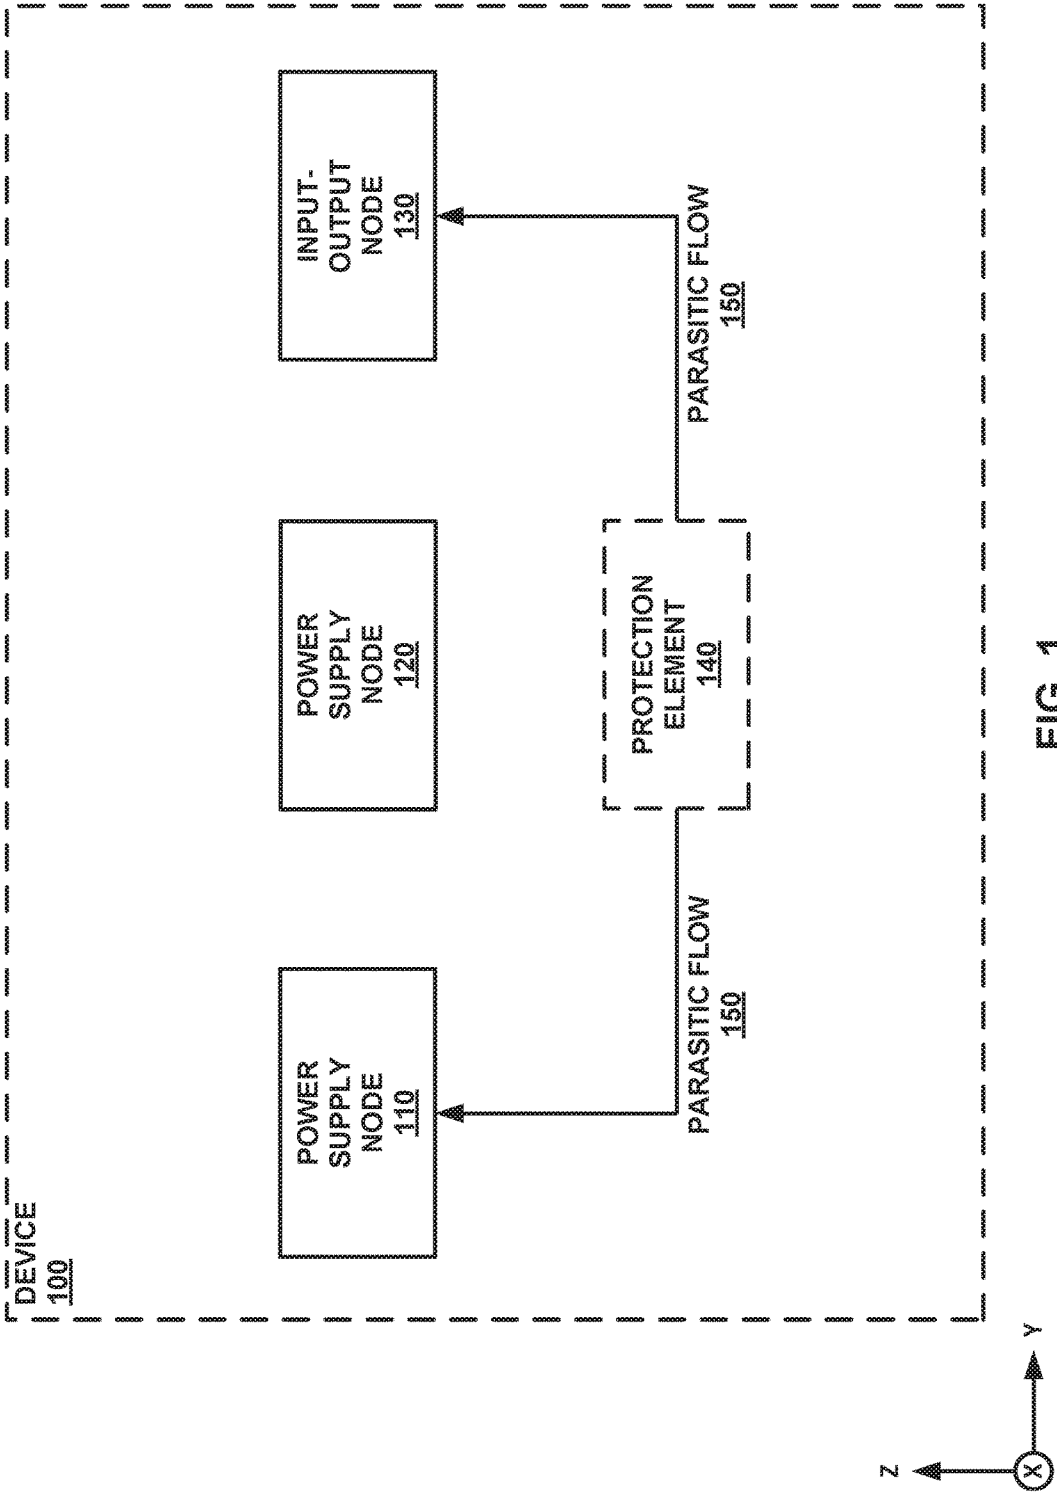 DEVICE
100
POWER
SUPPLY
NODE
110
POWER
SUPPLY
NODE
120
INPUT-
OUTPUT
NODE
130
PARASITIC FLOW
150
PROTECTION
ELEMENT
140
PARASITIC FLOW
150
Z
X
Y
FIG. 1